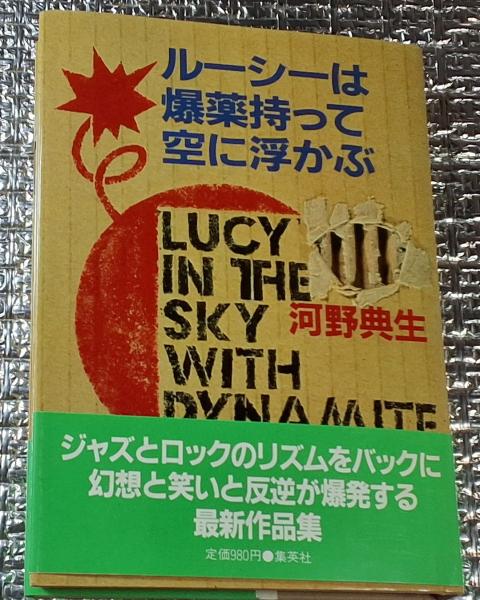 ルーシーは
爆薬持って
空に浮かぶ
LUCY
IN THE
SKY
河野典生
WITH
DYNAMITE
ジャズとロックのリズムをバックに
幻想と笑いと反逆が爆発する
最新作品集
定価980円●集英社